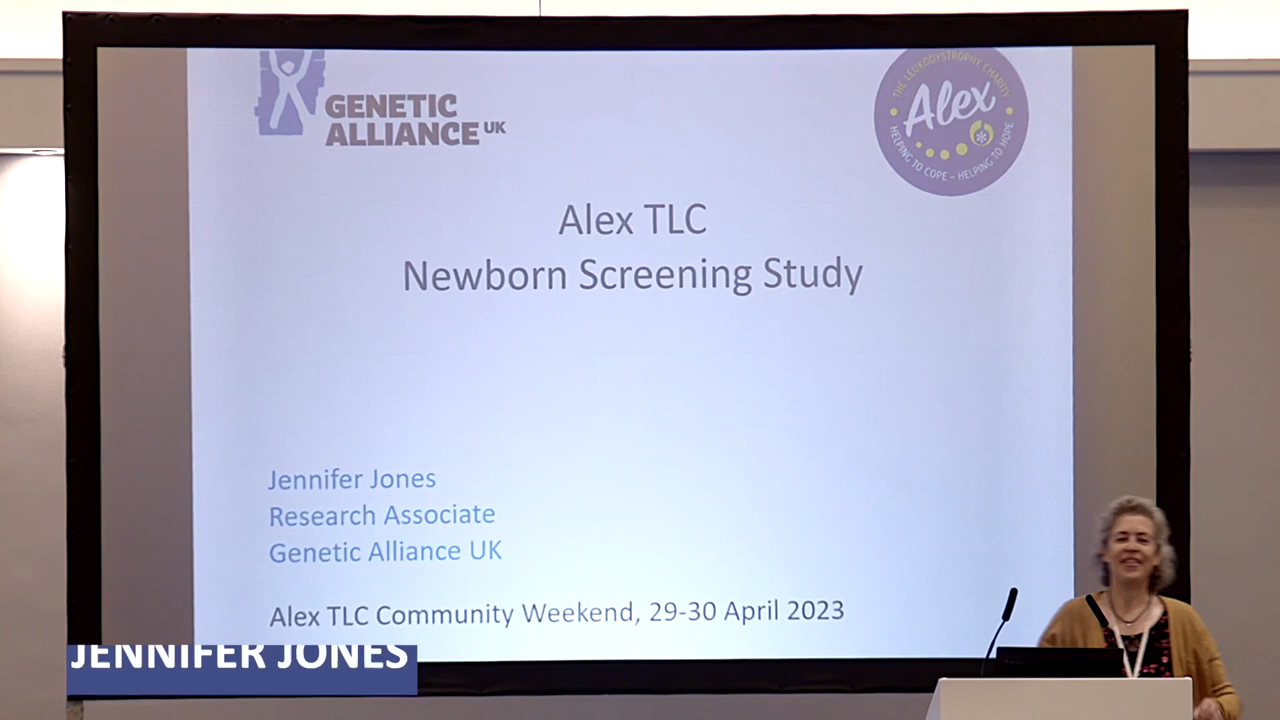 GENETIC
ALLIANCE UK
THE LEUKODYSTROPHY CHARITY
Alex
HELPING TO COPE – HELPING TO HOPE
Alex TLC
Newborn Screening Study
Jennifer Jones
Research Associate
Genetic Alliance UK
Alex TLC Community Weekend, 29-30 April 2023
JENNIFER JONES